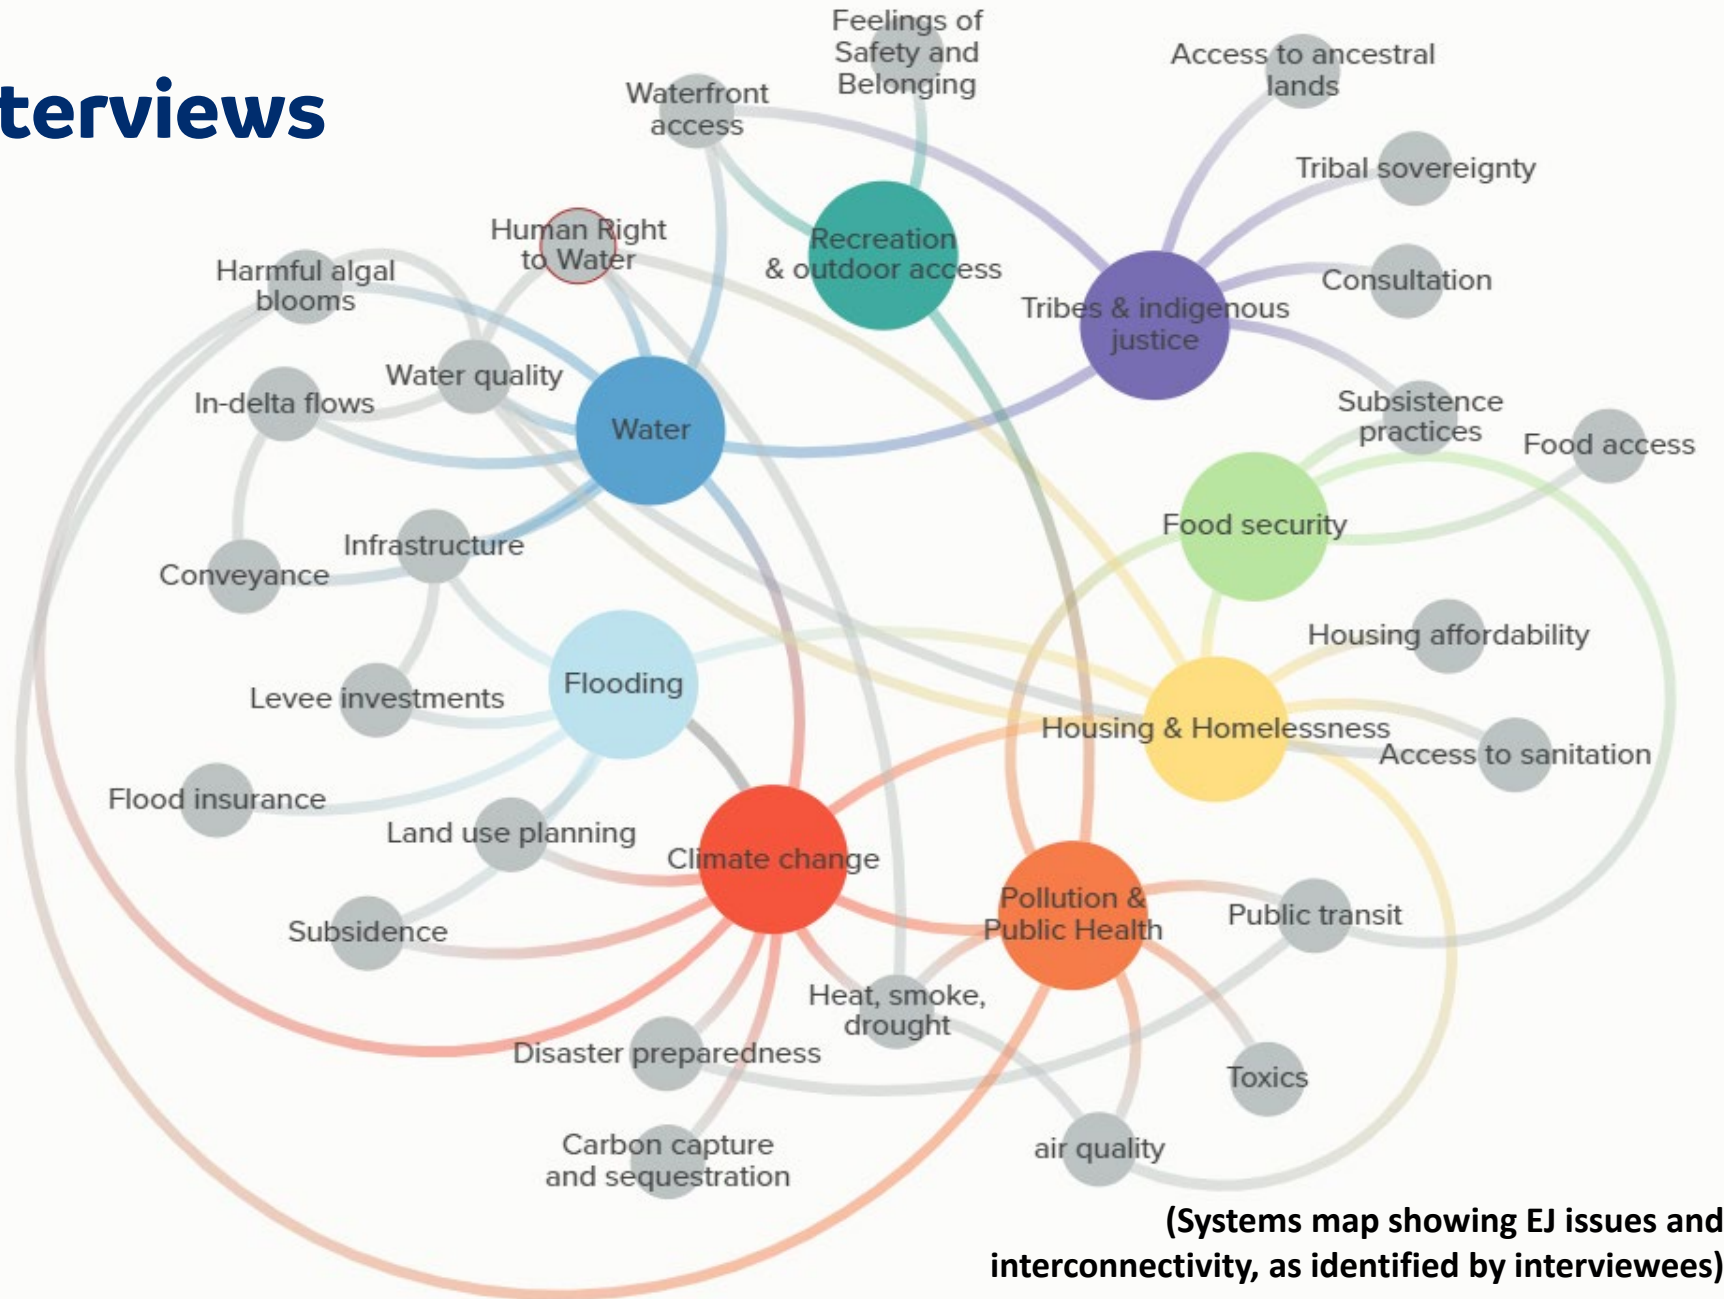 terviews
Feelings of
Safety and
Belonging
Access to ancestral
lands
Waterfront
access
Tribal sovereignty
Human Right
to Water
Recreation
& outdoor access
Consultation
Harmful algal
blooms
Tribes & indigenous
justice
Water quality
In-delta flows
Water
Subsistence
practices
Food access
Food security
Infrastructure
Conveyance
Housing affordability
Flooding
Levee investments
Housing & Homelessness
Access to sanitation
Flood insurance
Land use planning
Climate change
Pollution &
Public Health
Public transit
Subsidence
Heat, smoke,
drought
Disaster preparedness
Toxics
Carbon capture
and sequestration
air quality
(Systems map showing EJ issues and
interconnectivity, as identified by interviewees)